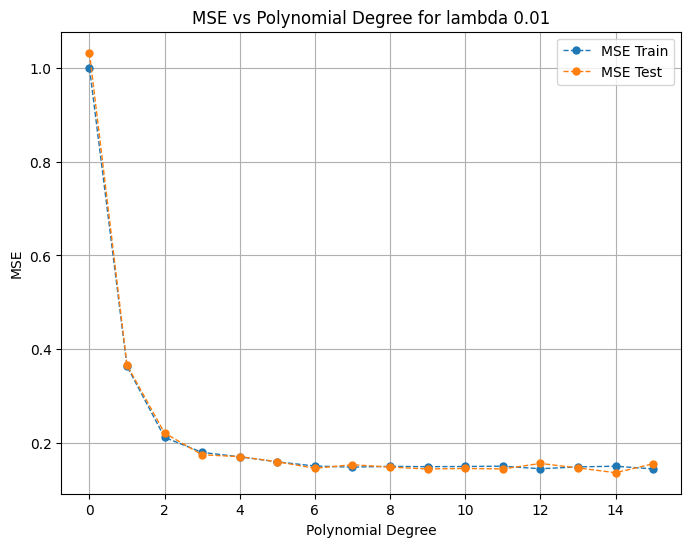 MSE vs Polynomial Degree for lambda 0.01
MSE Train
MSE Test
1.0
0.8
0.6
0.4
0.2
MSE
0 2 4 6 8 10 12 14
Polynomial Degree